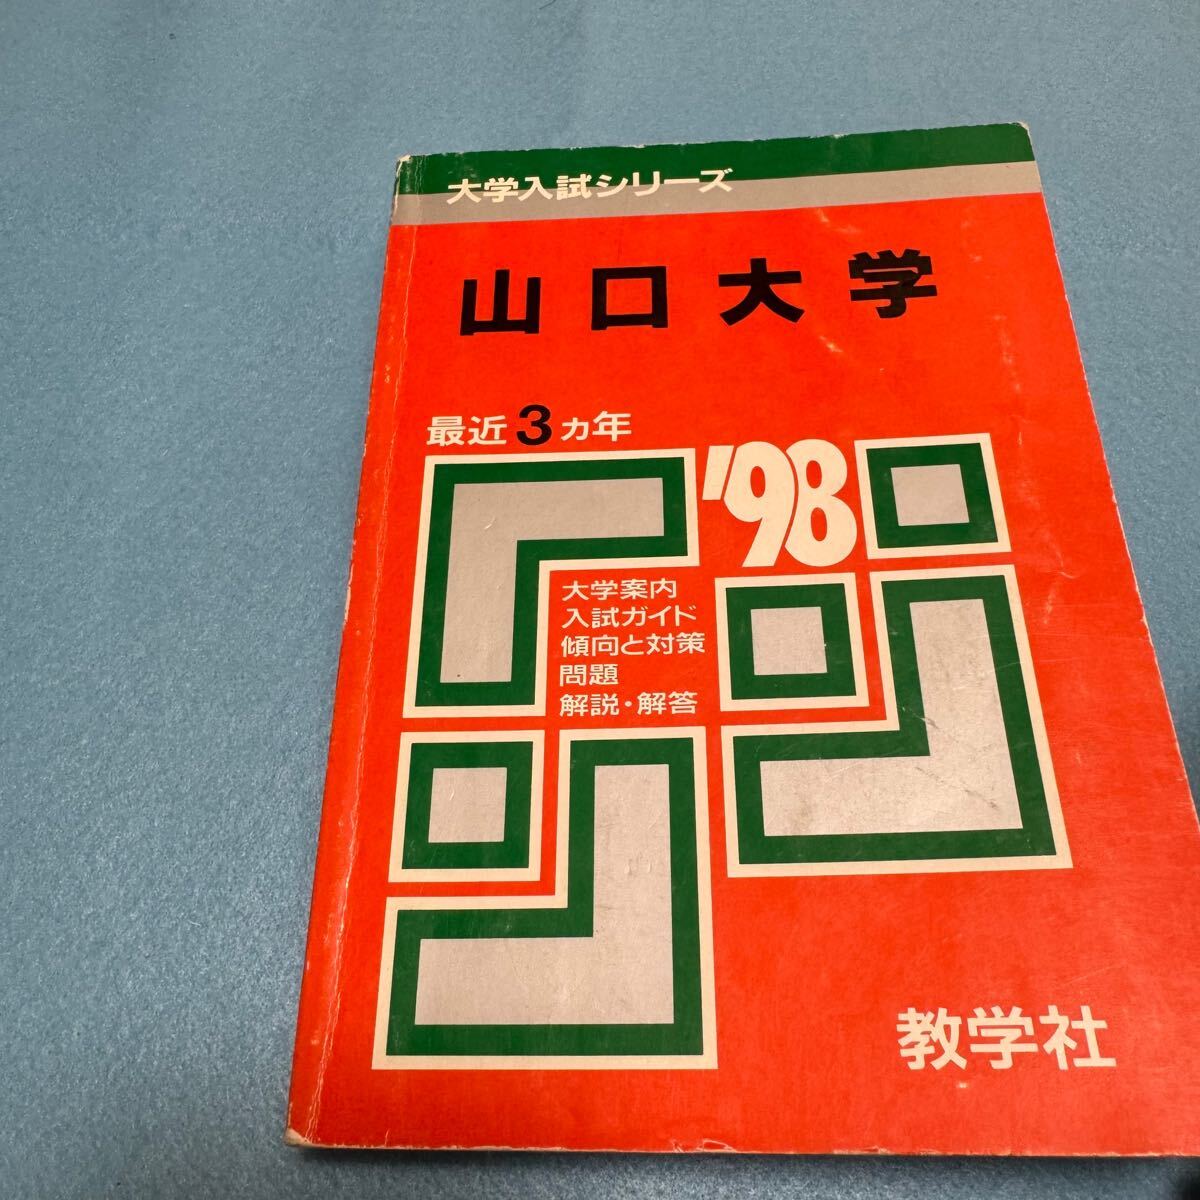 大学入試シリーズ
山口大学
最近3ヵ年
'98
大学案内
入試ガイド
傾向と対策
問題
解説・解答
教学社